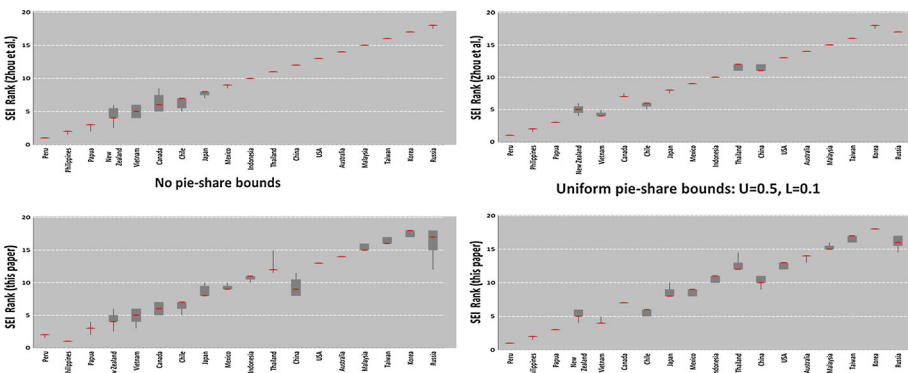 20
15
10
5
0
SEI Rank (Zhou et al.)
Peru
Philippines
Papua
New Zealand
Vietnam
Canada
Chile
Japan
Mexico
Indonesia
Thailand
China
USA
Australia
Malaysia
Taiwan
Korea
Russia
No pie-share bounds
20
15
10
5
0
SEI Rank (Zhou et al.)
Peru
Philippines
Papua
New Zealand
Vietnam
Canada
Chile
Japan
Mexico
Indonesia
Thailand
China
USA
Australia
Malaysia
Taiwan
Korea
Russia
Uniform pie-share bounds: U=0.5, L=0.1
20
15
10
5
0
SEI Rank (this paper)
Peru
Philippines
Papua
New Zealand
Vietnam
Canada
Chile
Japan
Mexico
Indonesia
Thailand
China
USA
Australia
Malaysia
Taiwan
Korea
Russia
20
15
10
5
0
SEI Rank (this paper)
Peru
Philippines
Papua
New
Zealand
Vietnam
Canada
Chile
Japan
Mexico
Indonesia
Thailand
China
USA
Australia
Malaysia
Taiwan
Korea
Russia